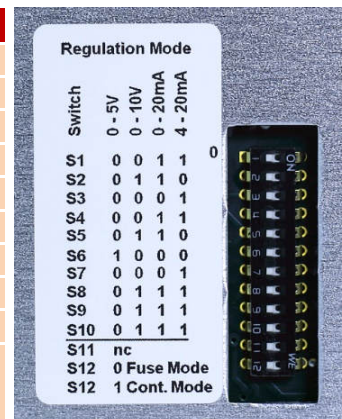 Regulation Mode
Switch 0 - 5V 0 - 10V 0 - 20mA 4 - 20mA
S1 0 0 1 1
S2 0 1 1 0
S3 0 0 0 1
S4 0 0 1 1
S5 0 1 1 0
S6 1 0 0 0
S7 0 0 0 1
S8 0 1 1 1
S9 0 1 1 1
S10 0 1 1 1
S11 nc
S12 0 Fuse Mode
S12 1 Cont. Mode
0
ON
1
2
3
4
5
6
7
8
9
10
11
12
WE